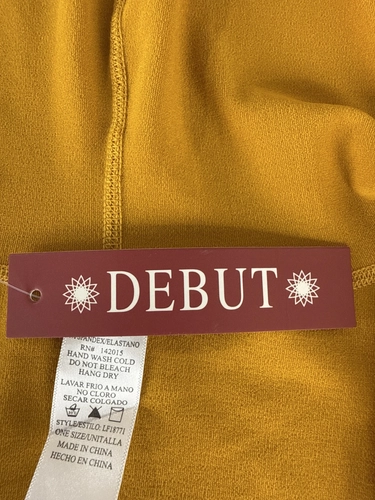 DEBUT
SPANDEX/ELASTANO
RN# 142015
HAND WASH COLD
DO NOT BLEACH
HANG DRY
LAVAR FRIO A MANO
NO CLORO
SECAR COLGADO
STYLE/ESTILO: LF18771
ONE SIZE/UNITALLA
MADE IN CHINA
HECHO EN CHINA